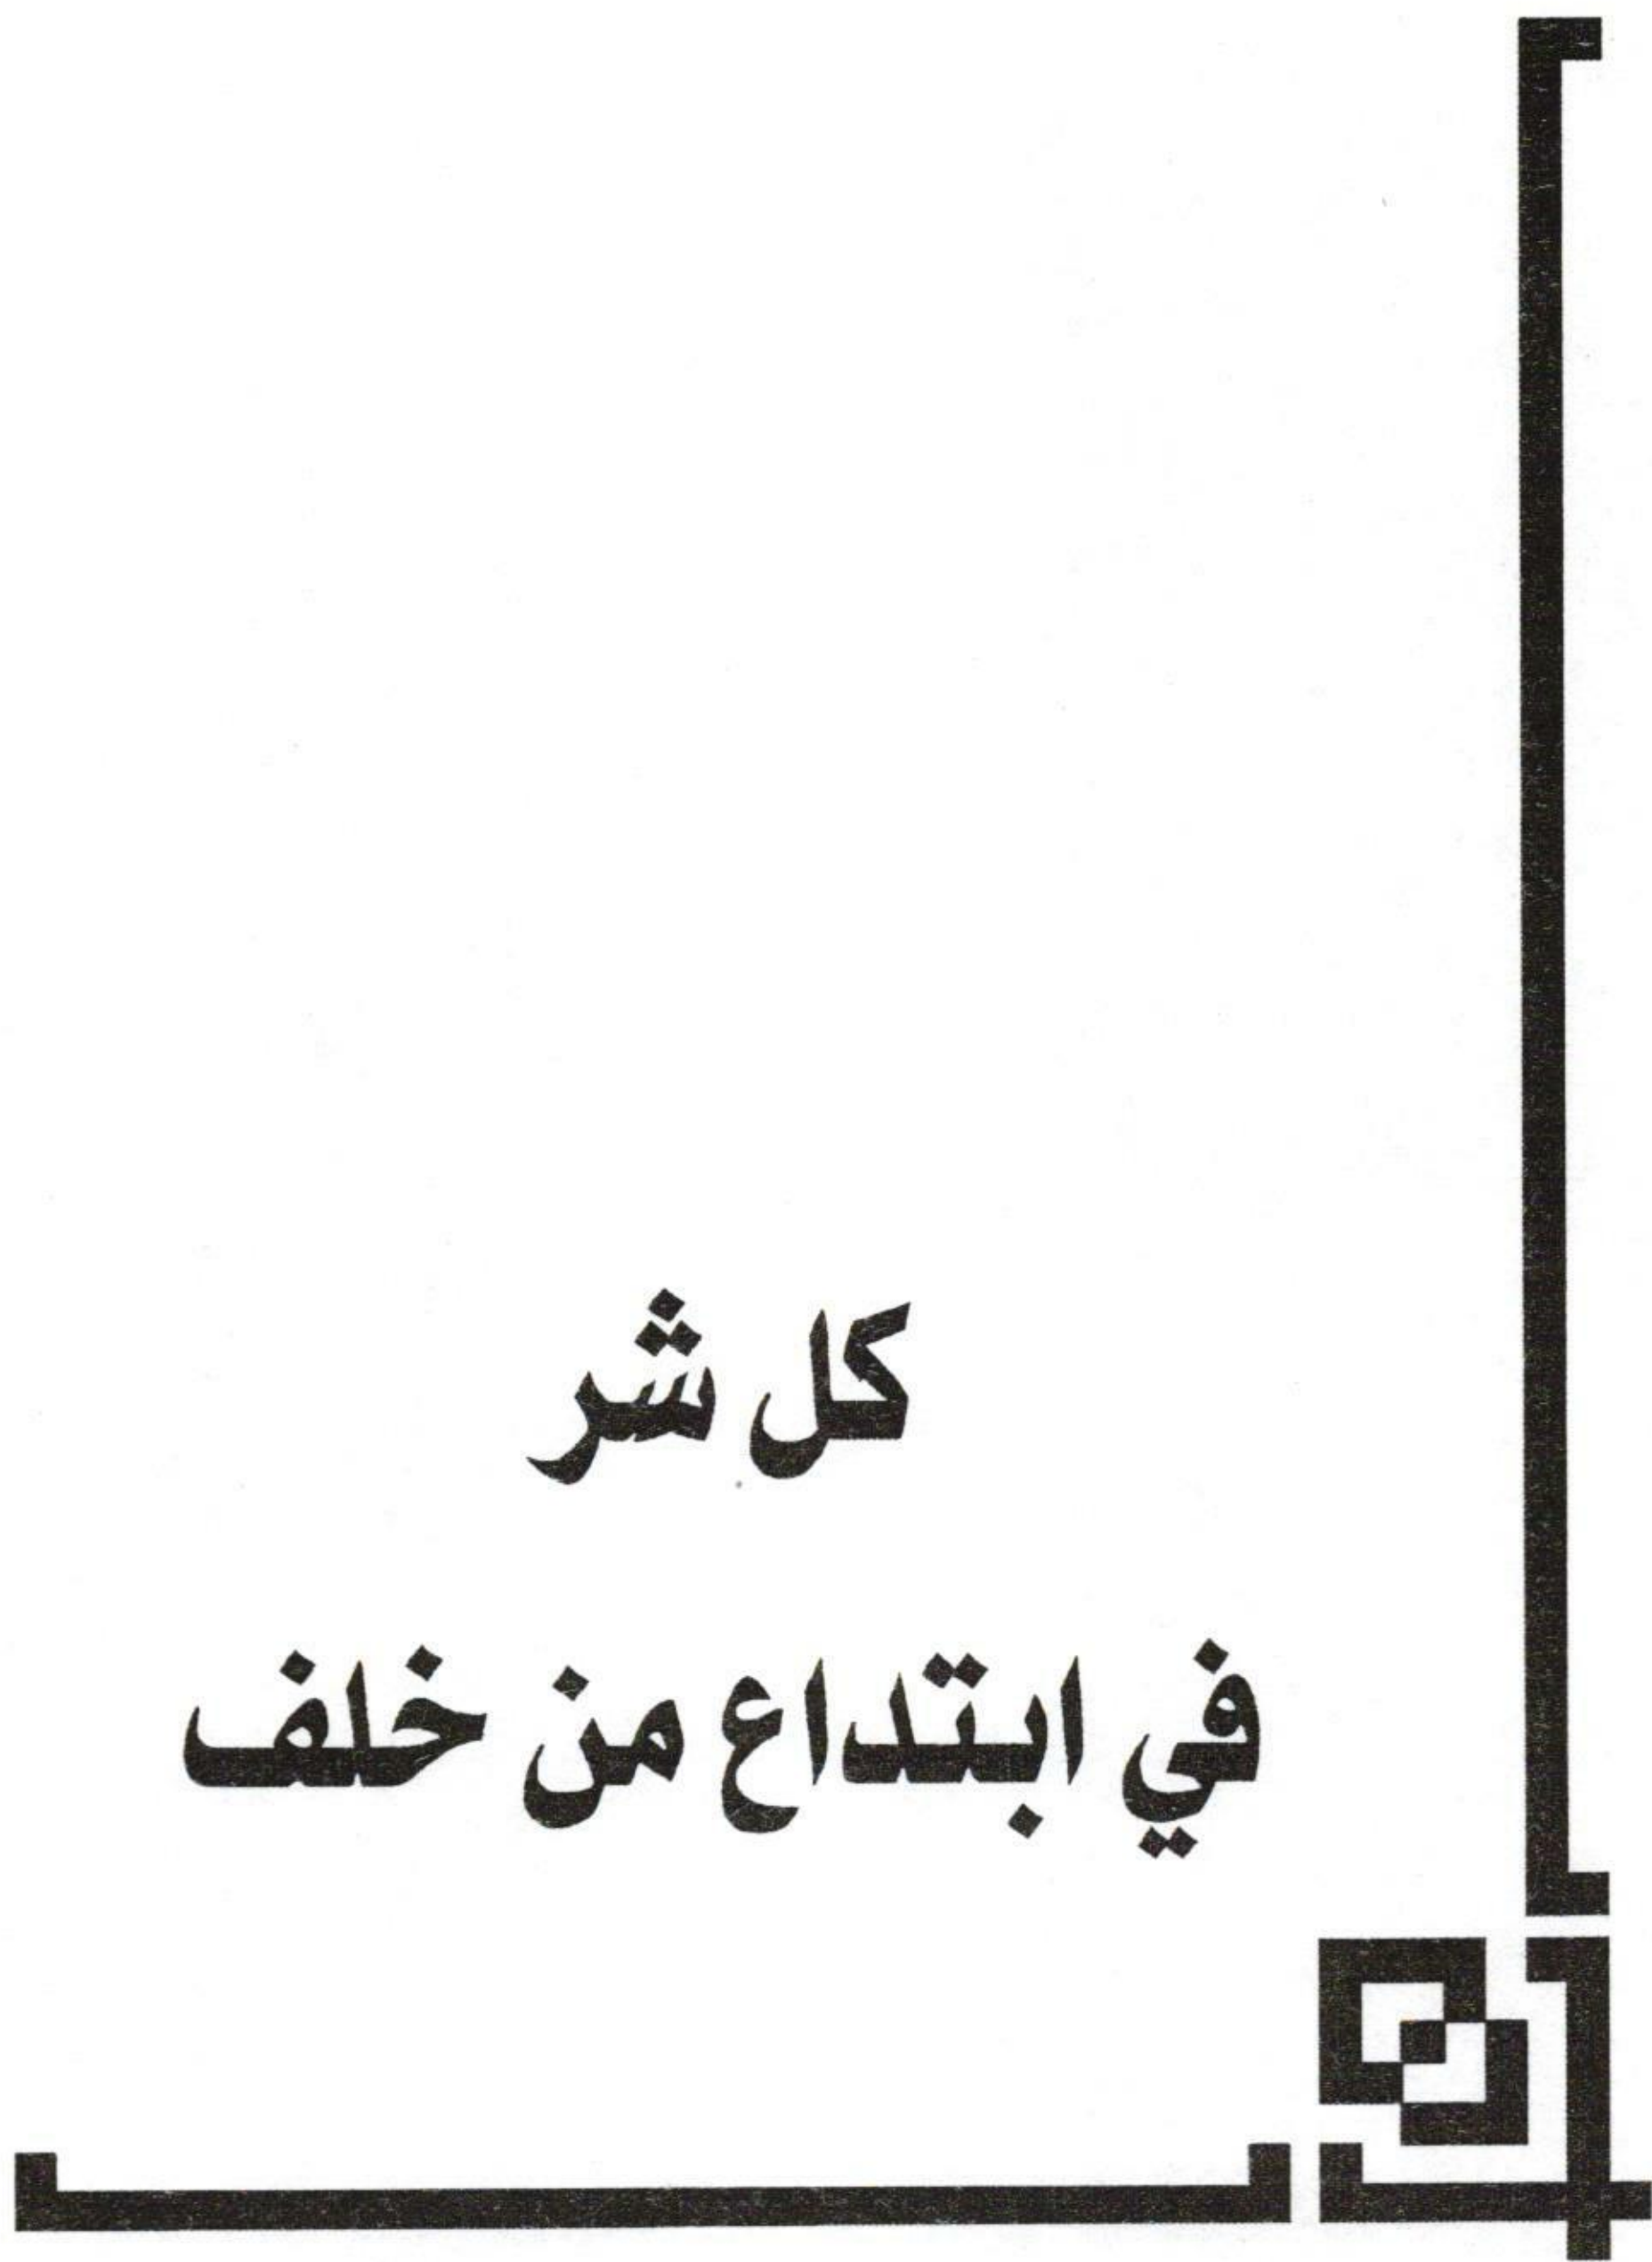 كل شر
في ابتداع من خلف